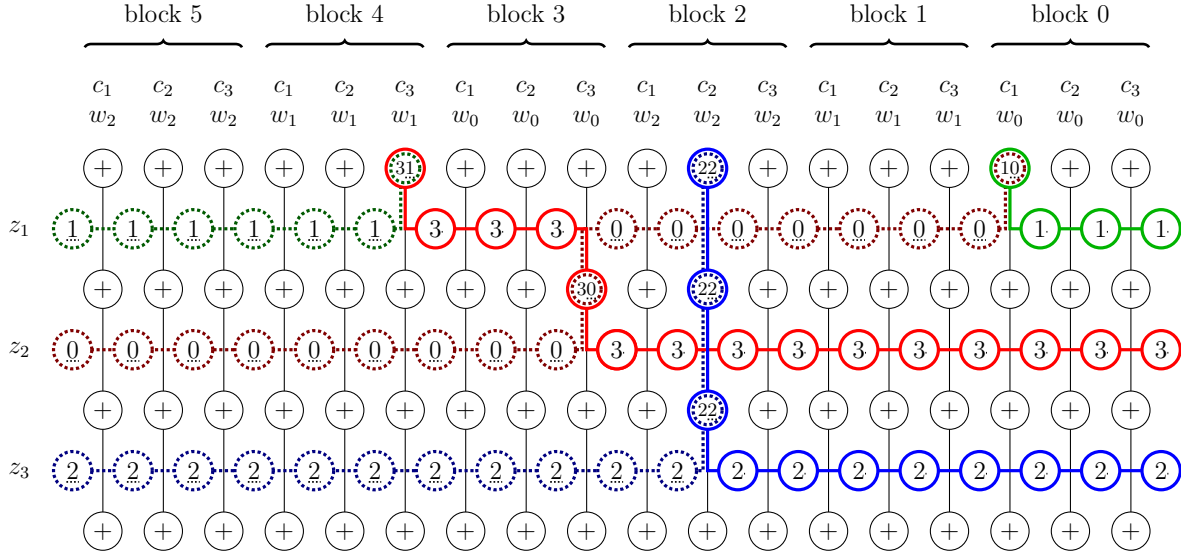 block 5 block 4 block 3 block 2 block 1 block 0
c₁ c₂ c₃ c₁ c₂ c₃ c₁ c₂ c₃ c₁ c₂ c₃ c₁ c₂ c₃ c₁ c₂ c₃
w₂ w₂ w₂ w₁ w₁ w₁ w₀ w₀ w₀ w₂ w₂ w₂ w₁ w₁ w₁ w₀ w₀ w₀
+ + + + + 31 + + + + 22 + + + + 10 + +
z₁ 1 1 1 1 1 1 3 3 3 0 0 0 0 0 0 0 1 1 1
+ + + + + + + + 30 + 22 + + + + + + +
z₂ 0 0 0 0 0 0 0 0 0 3 3 3 3 3 3 3 3 3 3
+ + + + + + + + + + 22 + + + + + + +
z₃ 2 2 2 2 2 2 2 2 2 2 2 2 2 2 2 2 2 2 2
+ + + + + + + + + + + + + + + + + +